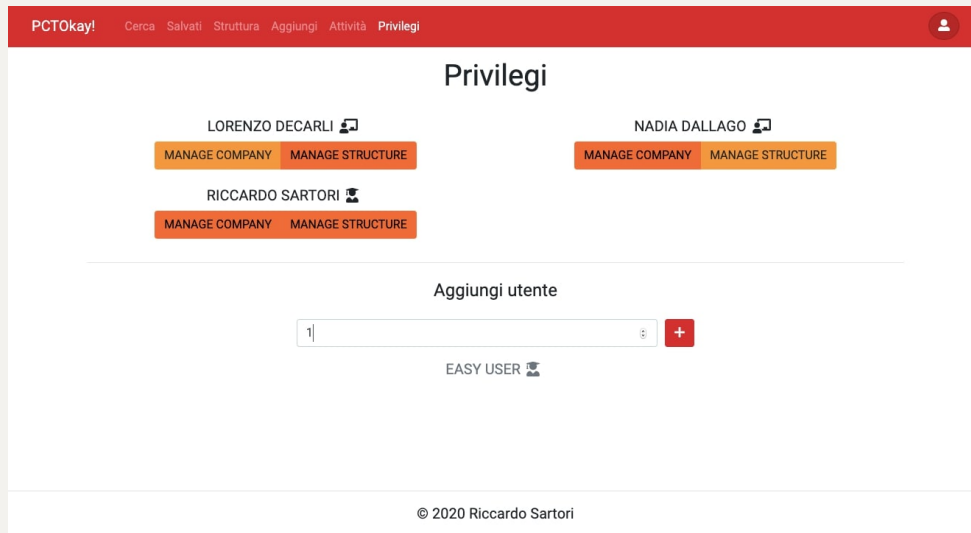 PCTOkay! Cerca Salvati Struttura Aggiungi Attività Privilegi
Privilegi
LORENZO DECARLI
MANAGE COMPANY MANAGE STRUCTURE
NADIA DALLAGO
MANAGE COMPANY MANAGE STRUCTURE
RICCARDO SARTORI
MANAGE COMPANY MANAGE STRUCTURE
Aggiungi utente
1
EASY USER
© 2020 Riccardo Sartori